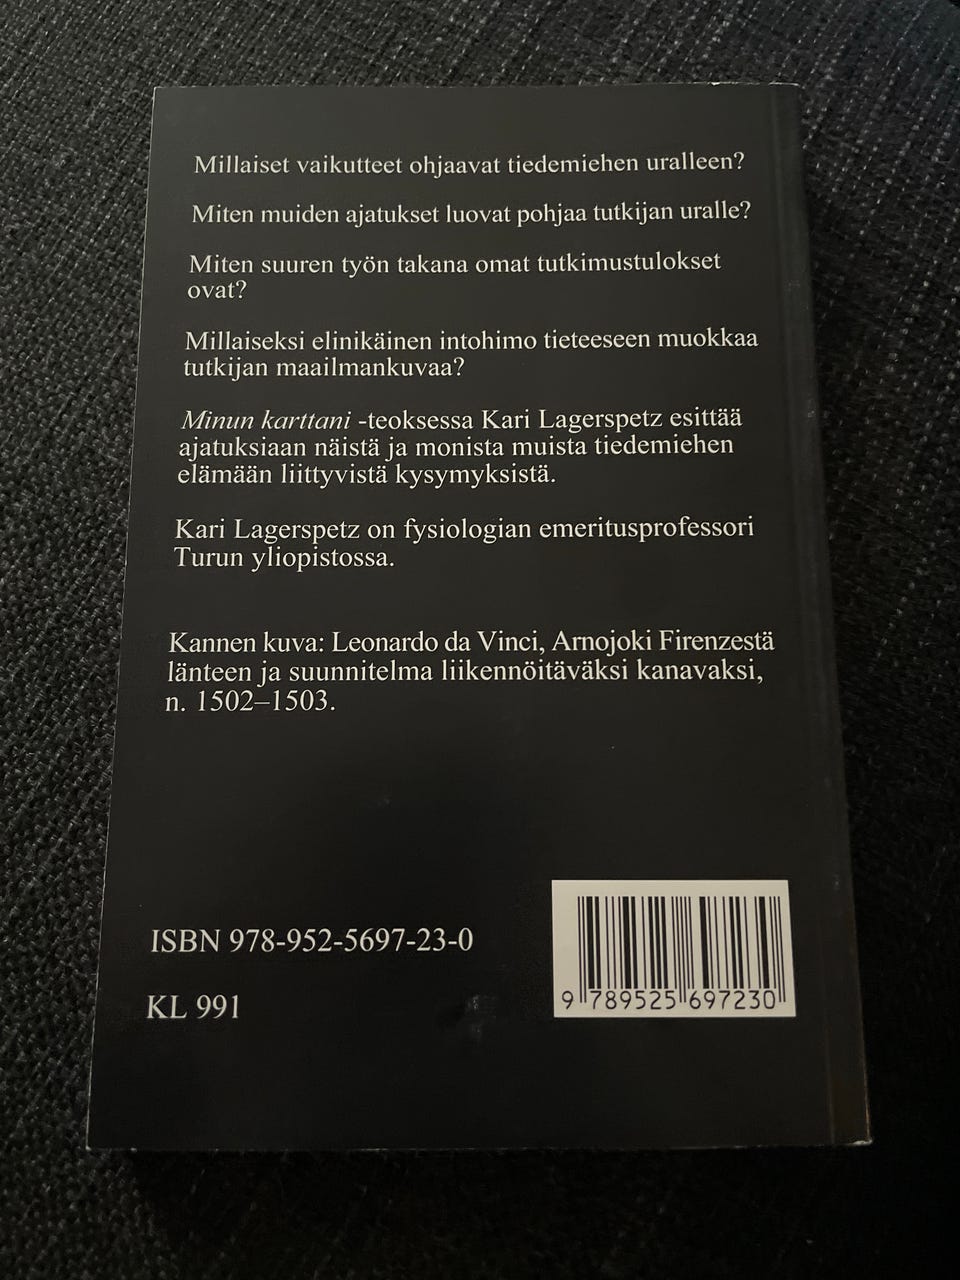 Millaiset vaikutteet ohjaavat tiedemiehen uralleen?
Miten muiden ajatukset luovat pohjaa tutkijan uralle?
Miten suuren työn takana omat tutkimustulokset
ovat?
Millaiseksi elinikäinen intohimo tieteeseen muokkaa
tutkijan maailmankuvaa?
Minun karttani -teoksessa Kari Lagerspetz esittää
ajatuksiaan näistä ja monista muista tiedemiehen
elämään liittyvistä kysymyksistä.
Kari Lagerspetz on fysiologian emeritusprofessori
Turun yliopistossa.
Kannen kuva: Leonardo da Vinci, Arnojoki Firenzestä
länteen ja suunnitelma liikennöitäväksi kanavaksi,
n. 1502–1503.
ISBN 978-952-5697-23-0
KL 991
9 789525 697230